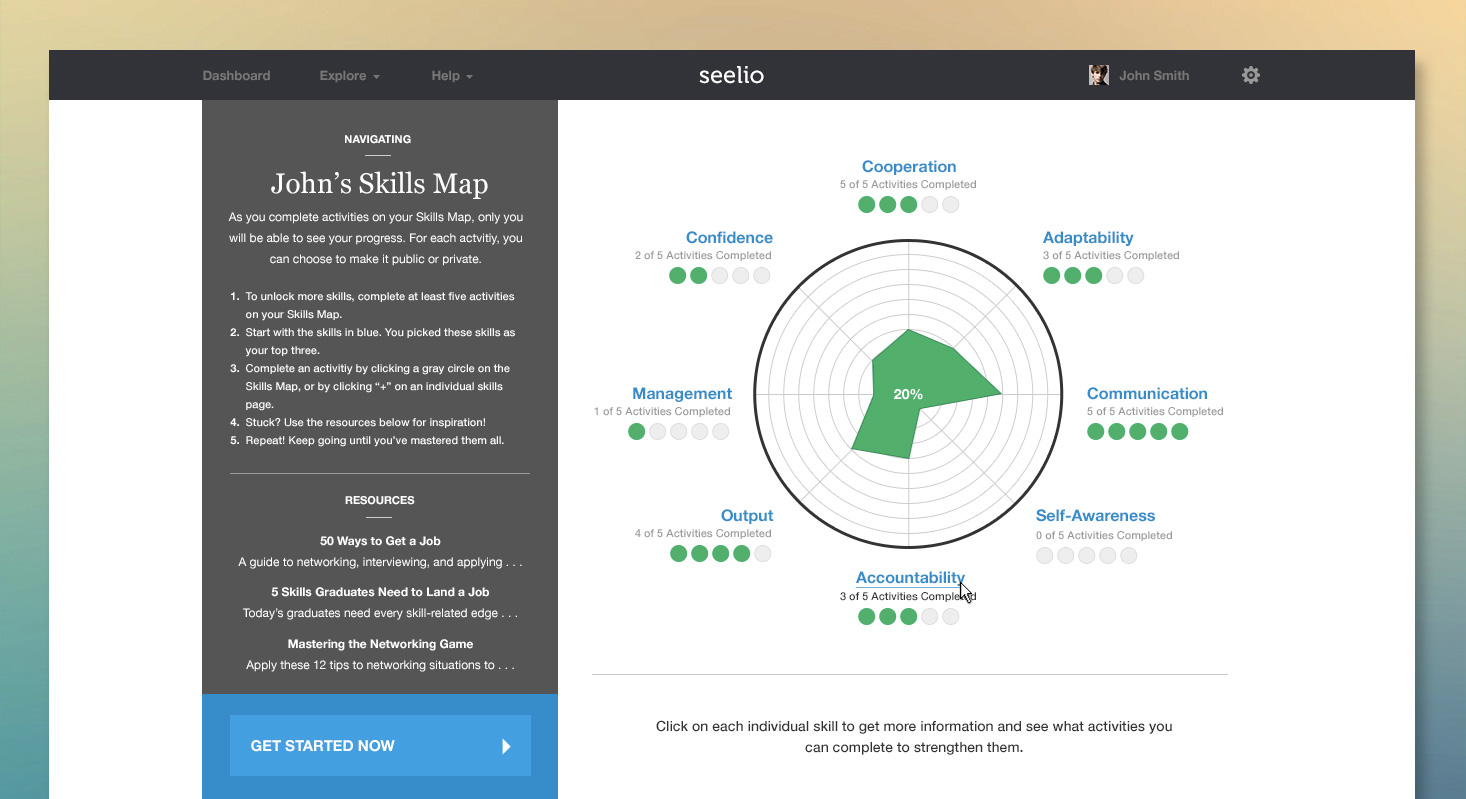 Dashboard
Explore
Help
seelio
John Smith
NAVIGATING
John’s Skills Map
As you complete activities on your Skills Map, only you
will be able to see your progress. For each actvitiy, you
can choose to make it public or private.
1. To unlock more skills, complete at least five activities
on your Skills Map.
2. Start with the skills in blue. You picked these skills as
your top three.
3. Complete an activitiy by clicking a gray circle on the
Skills Map, or by clicking “+” on an individual skills
page.
4. Stuck? Use the resources below for inspiration!
5. Repeat! Keep going until you’ve mastered them all.
RESOURCES
50 Ways to Get a Job
A guide to networking, interviewing, and applying . . .
5 Skills Graduates Need to Land a Job
Today’s graduates need every skill-related edge . . .
Mastering the Networking Game
Apply these 12 tips to networking situations to . . .
GET STARTED NOW
Cooperation
5 of 5 Activities Completed
Confidence
2 of 5 Activities Completed
Adaptability
3 of 5 Activities Completed
Management
1 of 5 Activities Completed
20%
Communication
5 of 5 Activities Completed
Output
4 of 5 Activities Completed
Self-Awareness
0 of 5 Activities Completed
Accountability
3 of 5 Activities Completed
Click on each individual skill to get more information and see what activities you
can complete to strengthen them.